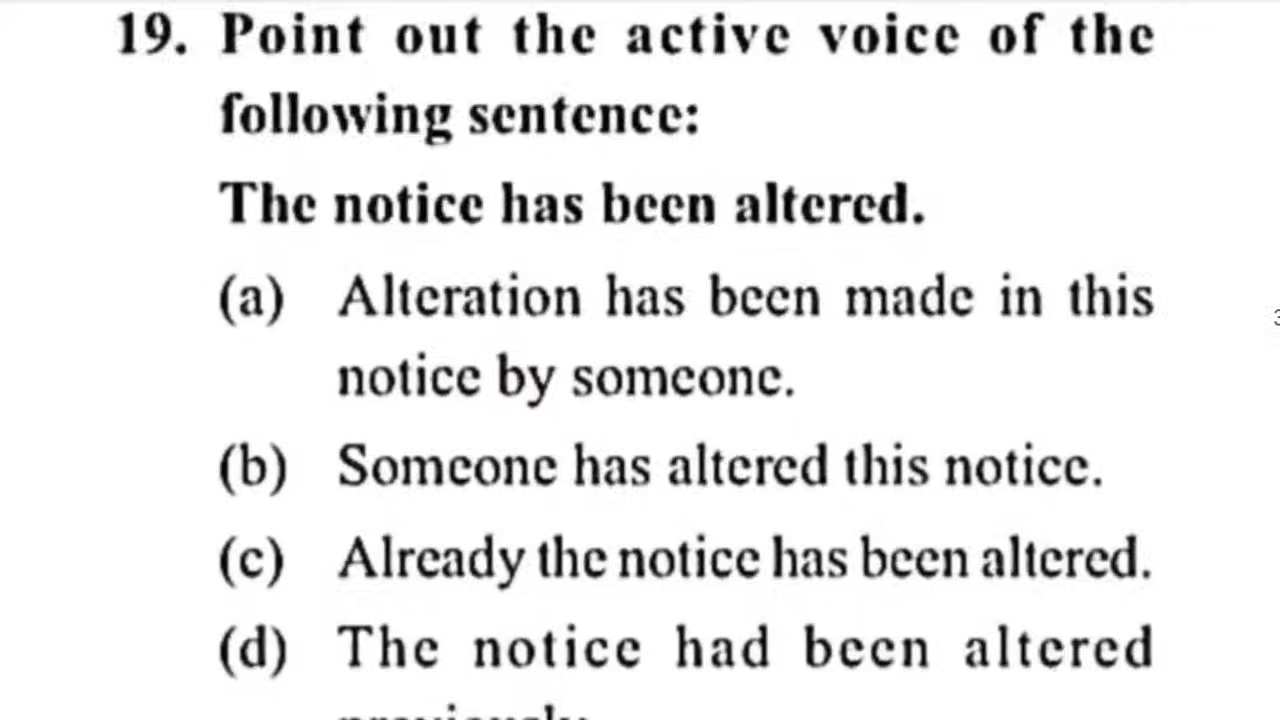 19. Point out the active voice of the
following sentence:
The notice has been altered.
(a) Alteration has been made in this
notice by someone.
(b) Someone has altered this notice.
(c) Already the notice has been altered.
(d) The notice had been altered